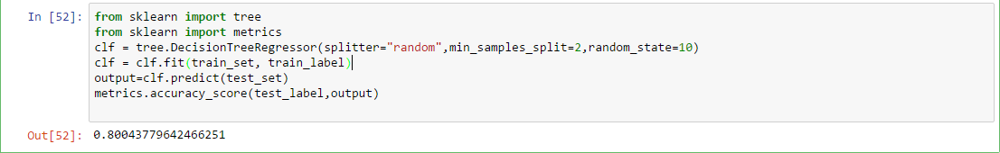 In [52]: from sklearn import tree
from sklearn import metrics
clf = tree.DecisionTreeRegressor(splitter="random",min_samples_split=2,random_state=10)
clf = clf.fit(train_set, train_label)
output=clf.predict(test_set)
metrics.accuracy_score(test_label,output)
Out[52]: 0.80043779642466251